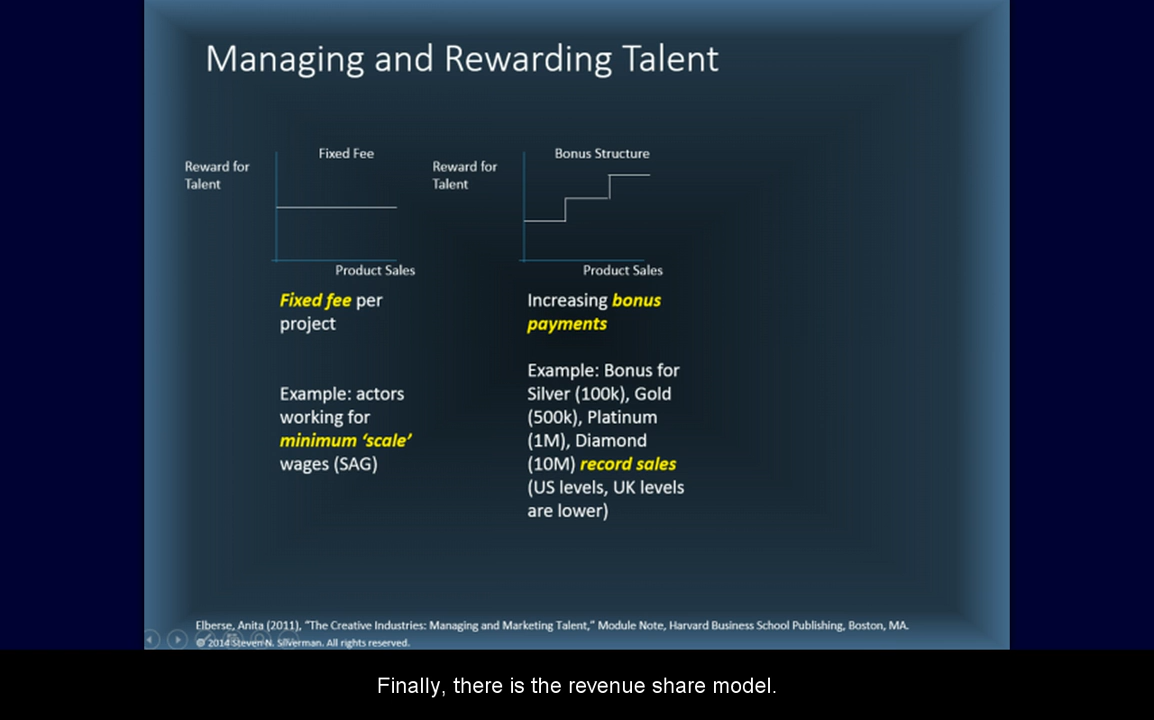 Managing and Rewarding Talent
Fixed Fee
Reward for
Talent
Product Sales
Fixed fee per
project
Example: actors
working for
minimum ‘scale’
wages (SAG)
Bonus Structure
Reward for
Talent
Product Sales
Increasing bonus
payments
Example: Bonus for
Silver (100k), Gold
(500k), Platinum
(1M), Diamond
(10M) record sales
(US levels, UK levels
are lower)
Elberse, Anita (2011), “The Creative Industries: Managing and Marketing Talent,” Module Note, Harvard Business School Publishing, Boston, MA.
© 2014 Steven N. Silverman. All rights reserved.
Finally, there is the revenue share model.